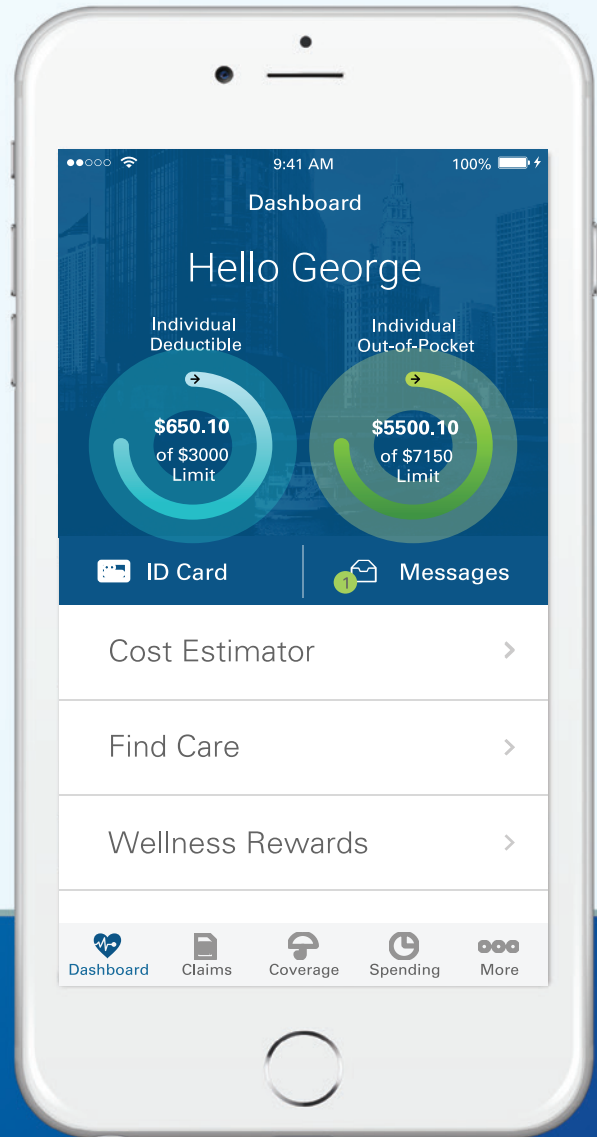 9:41 AM
100%
Dashboard
Hello George
Individual
Deductible
$650.10
of $3000
Limit
Individual
Out-of-Pocket
$5500.10
of $7150
Limit
ID Card
1
Messages
Cost Estimator
Find Care
Wellness Rewards
Dashboard
Claims
Coverage
Spending
More